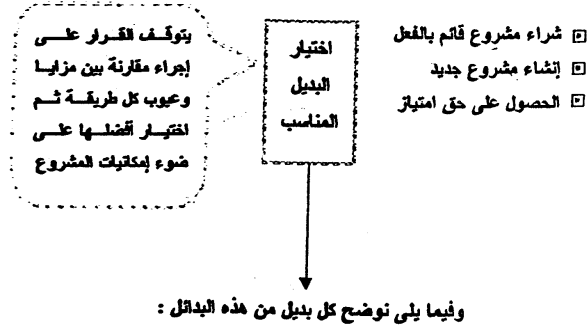 شراء مشروع قائم بالفعل
إنشاء مشروع جديد
الحصول على حق امتياز
اختيار
البديل
المناسب
يتوقف القرار على
إجراء مقارنة بين مزايا
وعيوب كل طريقة ثم
اختيار أفضلها على
ضوء إمكانيات المشروع
وفيما يلى نوضح كل بديل من هذه البدائل :